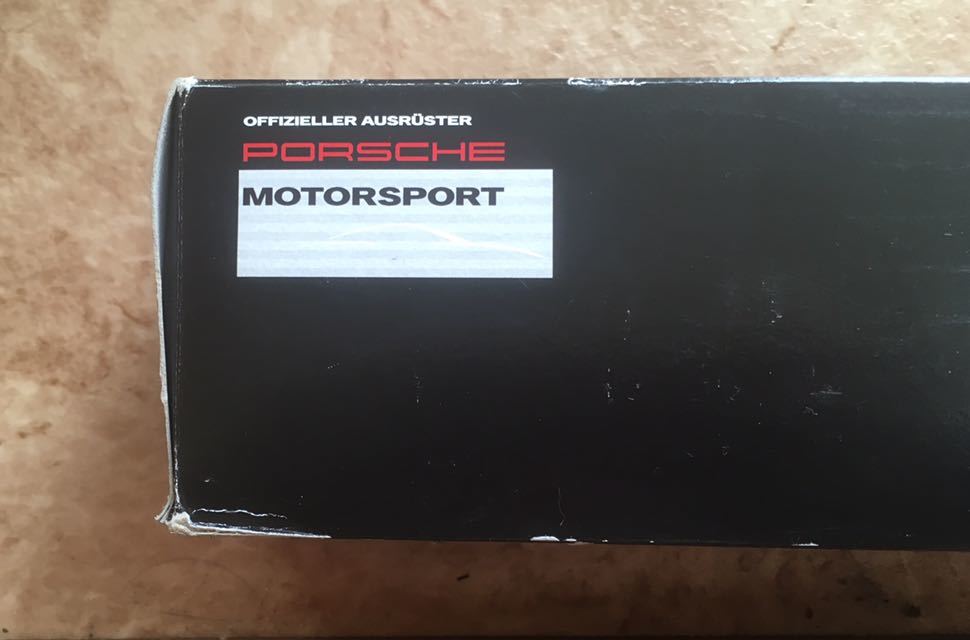 OFFIZIELLER AUSRÜSTER
PORSCHE
MOTORSPORT